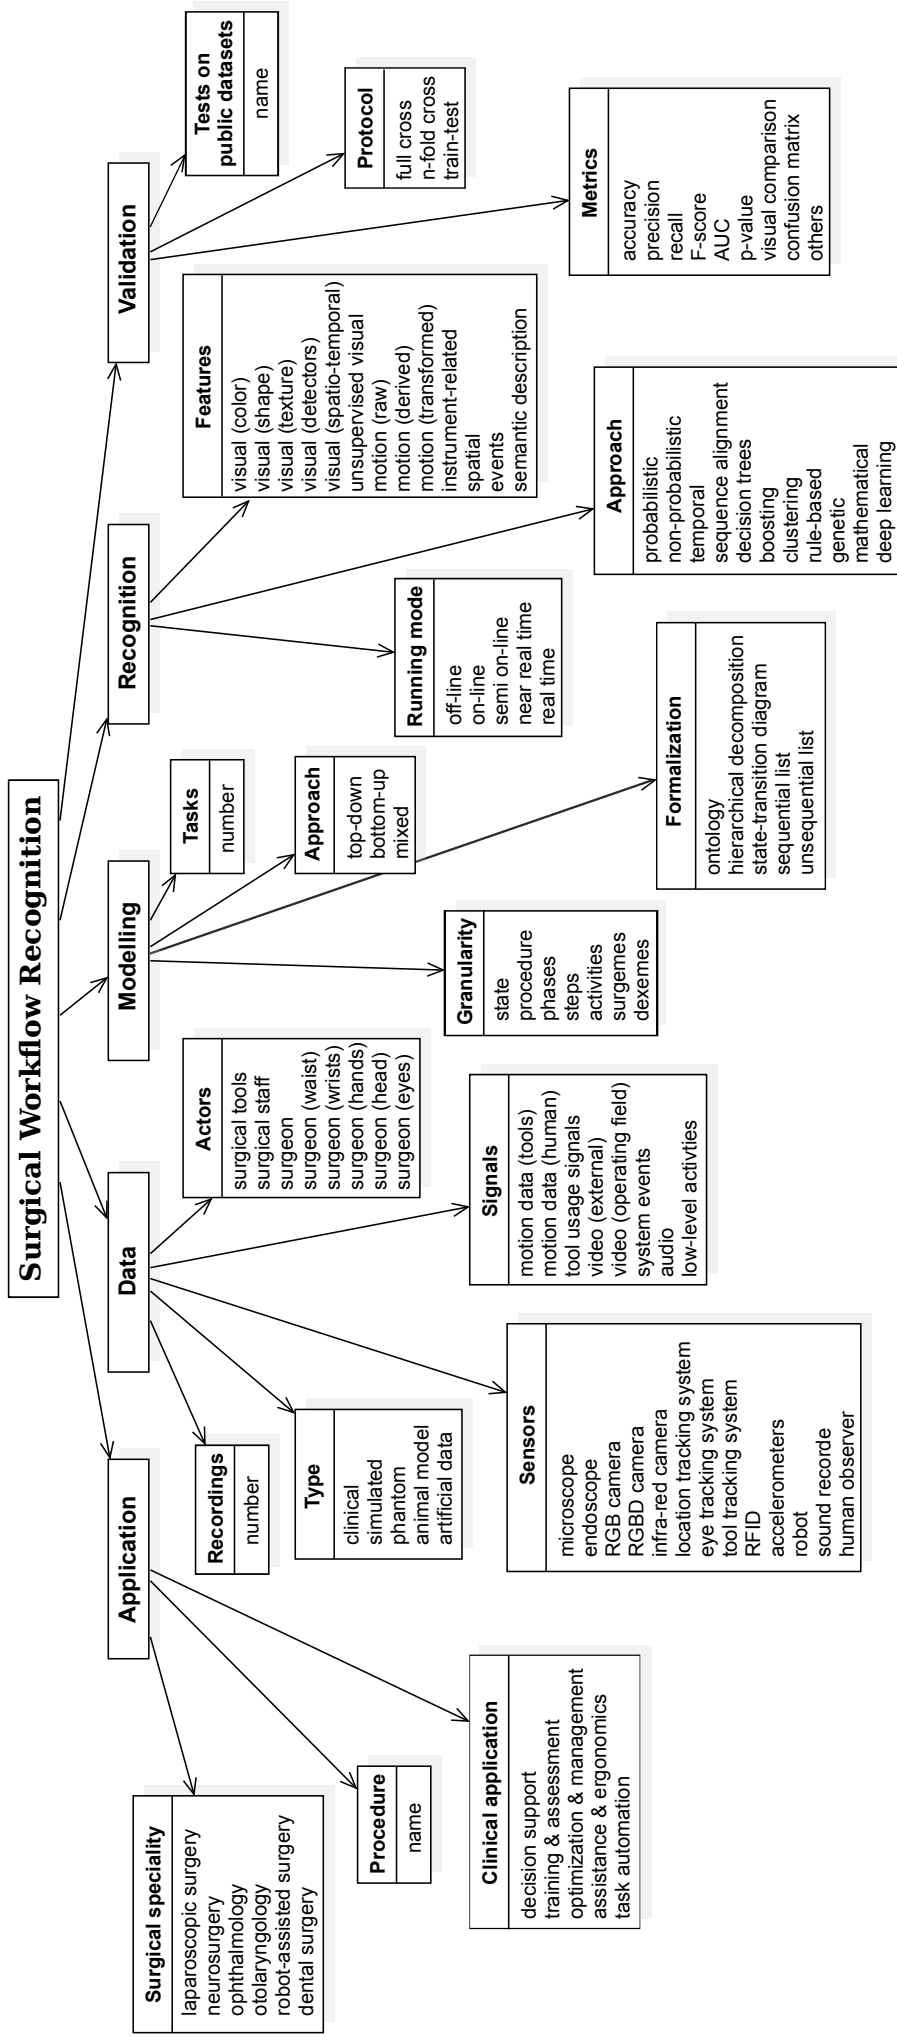 Surgical Workflow Recognition
Application
Surgical speciality
laparoscopic surgery
neurosurgery
ophthalmology
otolaryngology
robot-assisted surgery
dental surgery
Procedure
name
Clinical application
decision support
training & assessment
optimization & management
assistance & ergonomics
task automation
Data
Recordings
number
Type
clinical
simulated
phantom
animal model
artificial data
Sensors
microscope
endoscope
RGB camera
RGBD camera
infra-red camera
location tracking system
eye tracking system
tool tracking system
RFID
accelerometers
robot
sound recorde
human observer
Signals
motion data (tools)
motion data (human)
tool usage signals
video (external)
video (operating field)
system events
audio
low-level activties
Actors
surgical tools
surgical staff
surgeon
surgeon (waist)
surgeon (wrists)
surgeon (hands)
surgeon (head)
surgeon (eyes)
Modelling
Granularity
state
procedure
phases
steps
activities
surgemes
dexemes
Formalization
ontology
hierarchical decomposition
state-transition diagram
sequential list
unsequential list
Approach
top-down
bottom-up
mixed
Tasks
number
Recognition
Running mode
off-line
on-line
semi on-line
near real time
real time
Approach
probabilistic
non-probabilistic
temporal
sequence alignment
decision trees
boosting
clustering
rule-based
genetic
mathematical
deep learning
Features
visual (color)
visual (shape)
visual (texture)
visual (detectors)
visual (spatio-temporal)
unsupervised visual
motion (raw)
motion (derived)
motion (transformed)
instrument-related
spatial
events
semantic description
Validation
Metrics
accuracy
precision
recall
F-score
AUC
p-value
visual comparison
confusion matrix
others
Protocol
full cross
n-fold cross
train-test
Tests on
public datasets
name